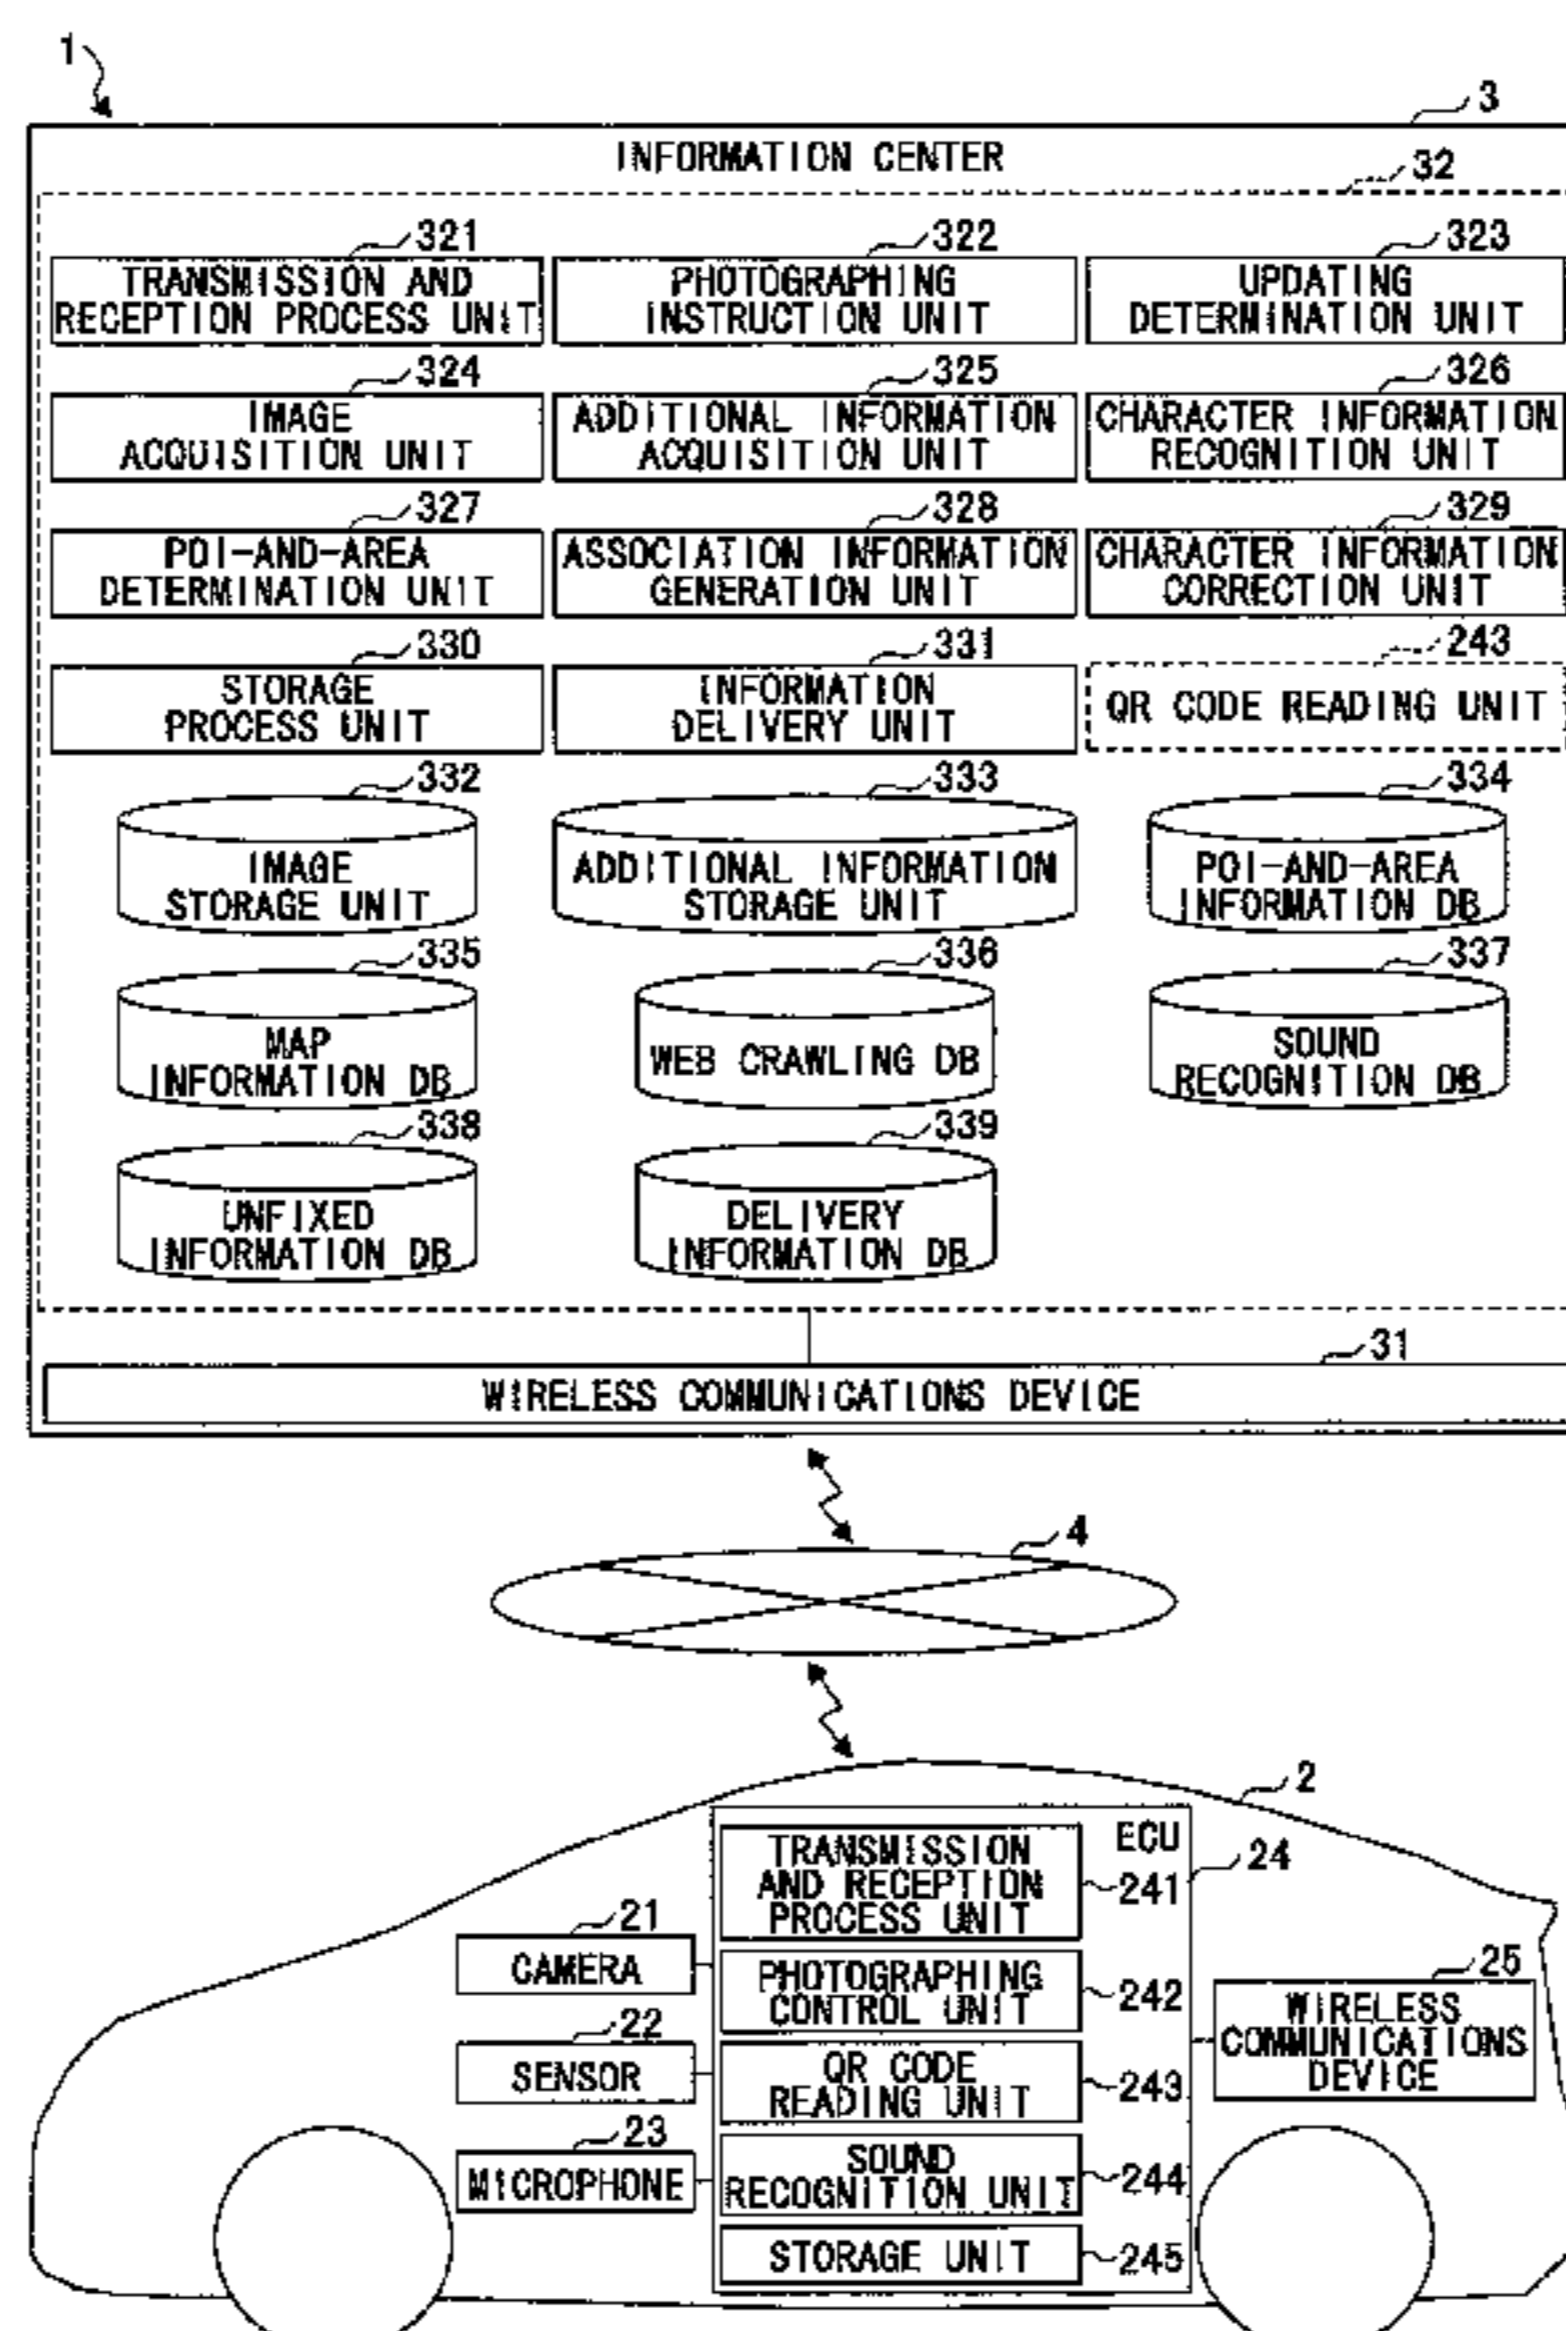 1
3
INFORMATION CENTER
32
321 322 323
TRANSMISSION AND PHOTOGRAPHING UPDATING
RECEPTION PROCESS UNIT INSTRUCTION UNIT DETERMINATION UNIT
324 325 326
IMAGE ADDITIONAL INFORMATION CHARACTER INFORMATION
ACQUISITION UNIT ACQUISITION UNIT RECOGNITION UNIT
327 328 329
POI-AND-AREA ASSOCIATION INFORMATION CHARACTER INFORMATION
DETERMINATION UNIT GENERATION UNIT CORRECTION UNIT
330 331 243
STORAGE INFORMATION QR CODE READING UNIT
PROCESS UNIT DELIVERY UNIT
332 333 334
IMAGE ADDITIONAL INFORMATION POI-AND-AREA
STORAGE UNIT STORAGE UNIT INFORMATION DB
335 336 337
MAP WEB CRAWLING DB SOUND
INFORMATION DB RECOGNITION DB
338 339
UNFIXED DELIVERY
INFORMATION DB INFORMATION DB
31
WIRELESS COMMUNICATIONS DEVICE
4
2
ECU
24
TRANSMISSION
AND RECEPTION 241
PROCESS UNIT
21
CAMERA
PHOTOGRAPHING
CONTROL UNIT 242
25
WIRELESS
COMMUNICATIONS
DEVICE
22
SENSOR
QR CODE
READING UNIT 243
23
MICROPHONE
SOUND
RECOGNITION UNIT 244
STORAGE UNIT 245